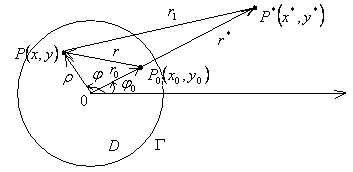 r₁
P*(x*, y*)
P(x, y)
r
r*
ρ
φ
r₀
φ₀
P₀(x₀, y₀)
0
D
Γ